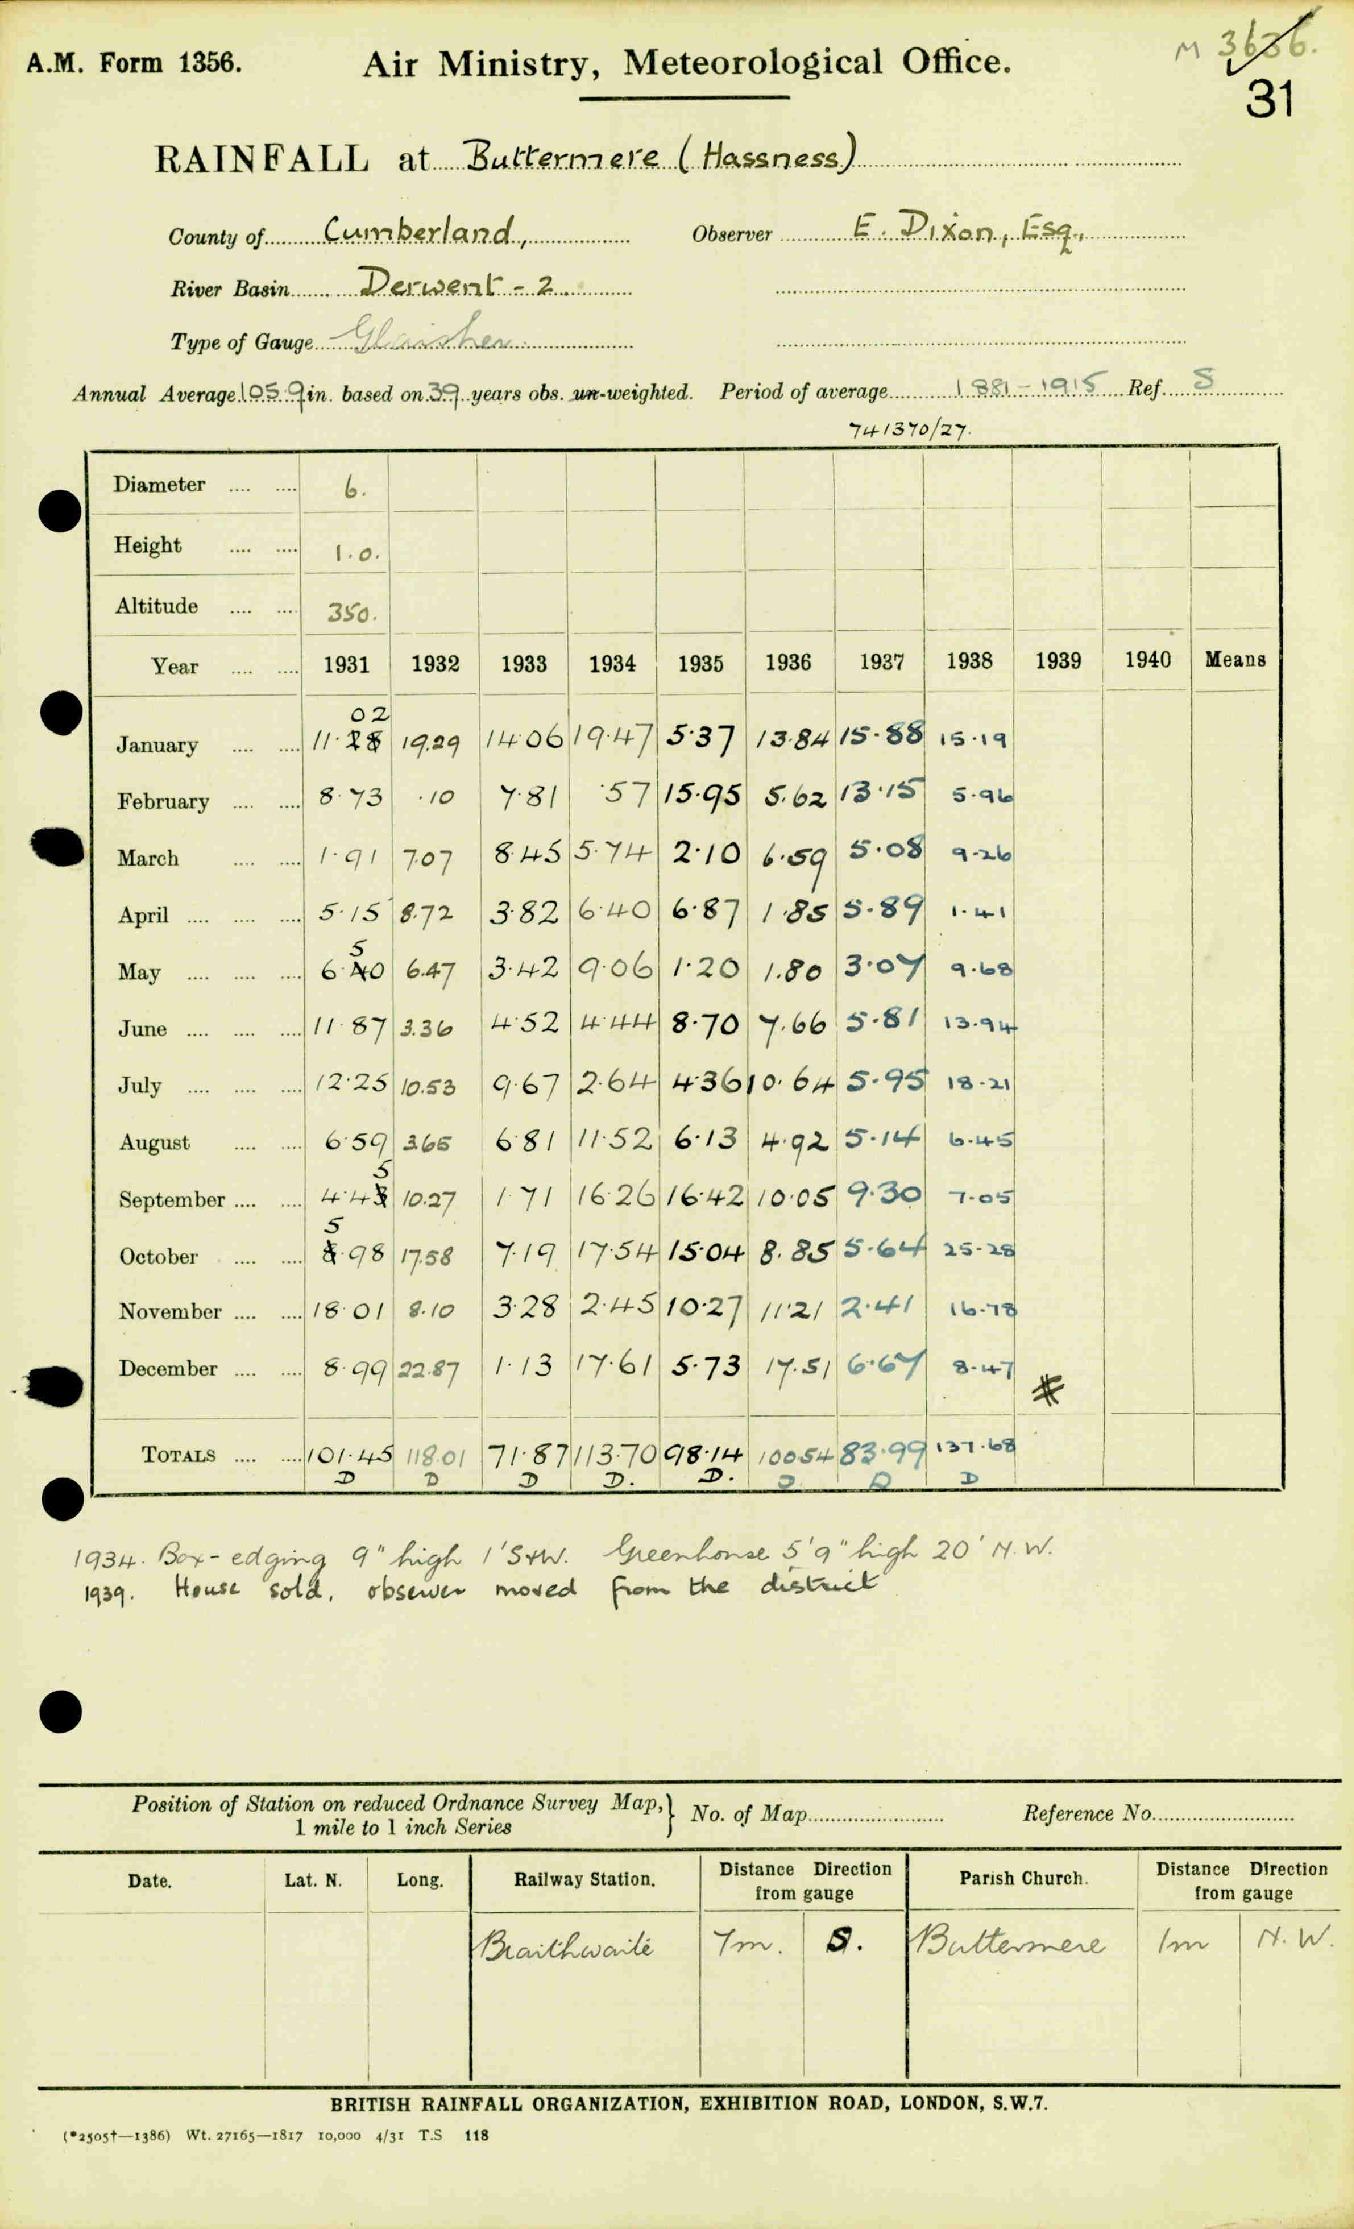 M 3636.
A.M. Form 1356. Air Ministry, Meteorological Office.
31
RAINFALL at Buttermere (Hassness)
County of Cumberland, Observer E. Dixon, Esq.,
River Basin Derwent - 2
Type of Gauge Glaisher
Annual Average 105.9 in. based on 39 years obs. un-weighted. Period of average 1881-1915 Ref. S
741370/27.
Diameter 6.
Height 1.0.
Altitude 350.
Year 1931 1932 1933 1934 1935 1936 1937 1938 1939 1940 Means
02
January 11.28 19.29 14.06 19.47 5.37 13.84 15.88 15.19
February 8.73 .10 7.81 .57 15.95 5.62 13.15 5.96
March 1.91 7.07 8.45 5.74 2.10 6.59 5.08 9.26
April 5.15 8.72 3.82 6.40 6.87 1.85 5.89 1.41
5
May 6.40 6.47 3.42 9.06 1.20 1.80 3.07 9.68
June 11.87 3.36 4.52 4.44 8.70 7.66 5.81 13.94
July 12.25 10.53 9.67 2.64 4.36 10.64 5.95 18.21
August 6.59 3.65 6.81 11.52 6.13 4.92 5.14 6.45
5
September 4.43 10.27 1.71 16.26 16.42 10.05 9.30 7.05
5
October .98 17.58 7.19 17.54 15.04 8.85 5.64 25.28
November 18.01 8.10 3.28 2.45 10.27 11.21 2.41 16.78
December 8.99 22.87 1.13 17.61 5.73 17.51 6.67 8.47
#
TOTALS 101.45 118.01 71.87 113.70 98.14 100.54 83.99 137.68
D D D D. D. D. D D
1934. Box-edging 9" high 1' S+W. Greenhouse 5'9" high 20' N.W.
1939. House sold, observer moved from the district
Position of Station on reduced Ordnance Survey Map,} No. of Map Reference No.
1 mile to 1 inch Series
Date. Lat. N. Long. Railway Station. Distance Direction from gauge Parish Church. Distance Direction from gauge
Braithwaite 7m. S. Buttermere 1m N.W.
BRITISH RAINFALL ORGANIZATION, EXHIBITION ROAD, LONDON, S.W.7.
(*2505†—1386) Wt. 27165—1817 10,000 4/31 T.S 118